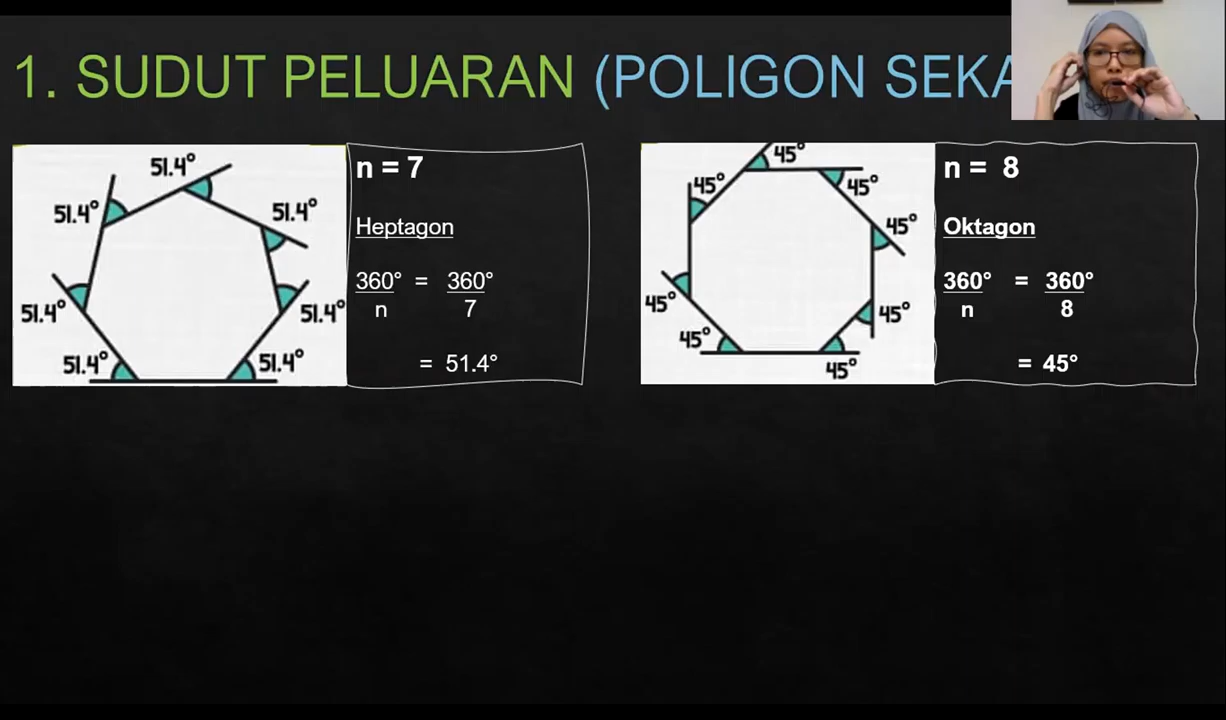 1. SUDUT PELUARAN (POLIGON
51.4°
51.4°
51.4°
51.4°
51.4°
51.4°
51.4°
n = 7
Heptagon
360° = 360°
n 7
= 51.4°
45°
45°
45°
45°
45°
45°
45°
45°
n = 8
Oktagon
360° = 360°
n 8
= 45°